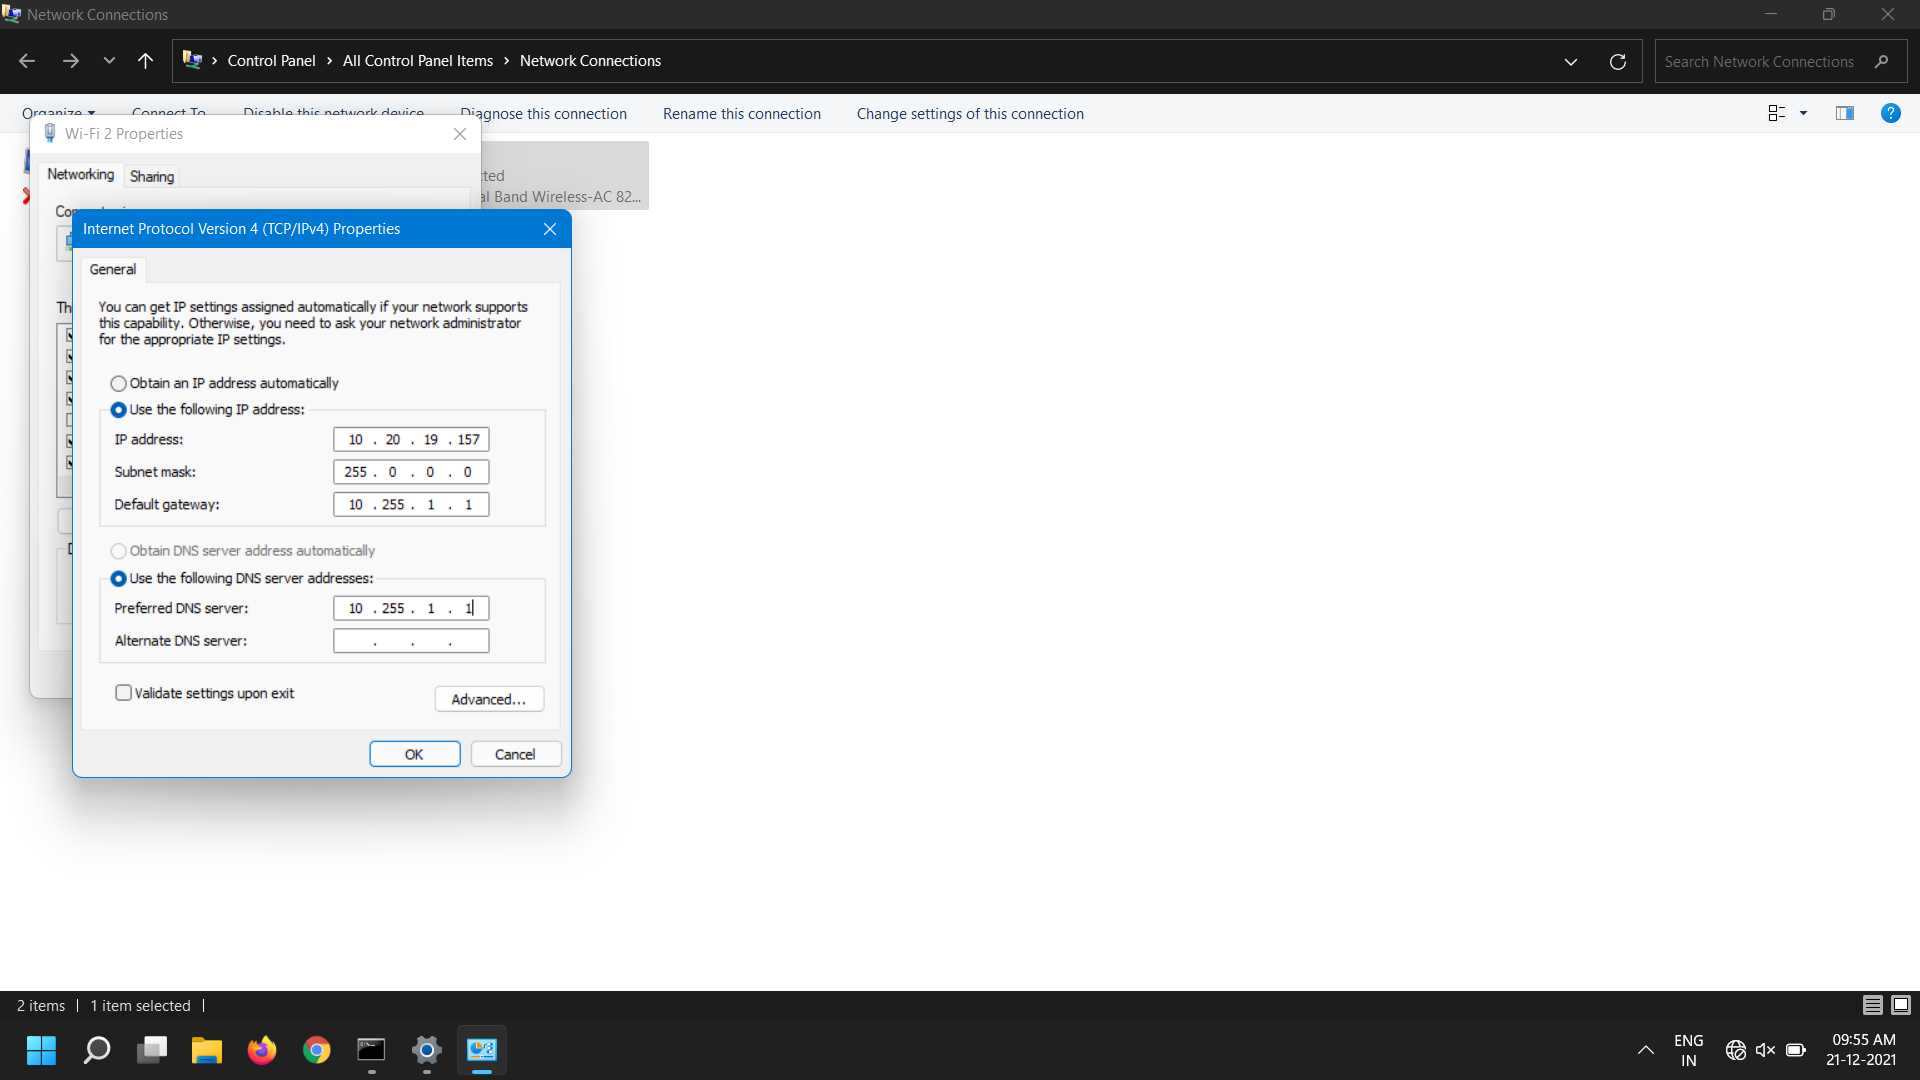 Network Connections
Control Panel > All Control Panel Items > Network Connections
Search Network Connections
Organize Connect To Disable this network device Diagnose this connection Rename this connection Change settings of this connection
Wi-Fi 2 Properties
Networking Sharing
cted
al Band Wireless-AC 82...
Internet Protocol Version 4 (TCP/IPv4) Properties
General
You can get IP settings assigned automatically if your network supports
this capability. Otherwise, you need to ask your network administrator
for the appropriate IP settings.
Obtain an IP address automatically
Use the following IP address:
IP address: 10 . 20 . 19 . 157
Subnet mask: 255 . 0 . 0 . 0
Default gateway: 10 . 255 . 1 . 1
Obtain DNS server address automatically
Use the following DNS server addresses:
Preferred DNS server: 10 . 255 . 1 . 1
Alternate DNS server: . . .
Validate settings upon exit
Advanced...
OK Cancel
2 items 1 item selected
ENG
IN
09:55 AM
21-12-2021